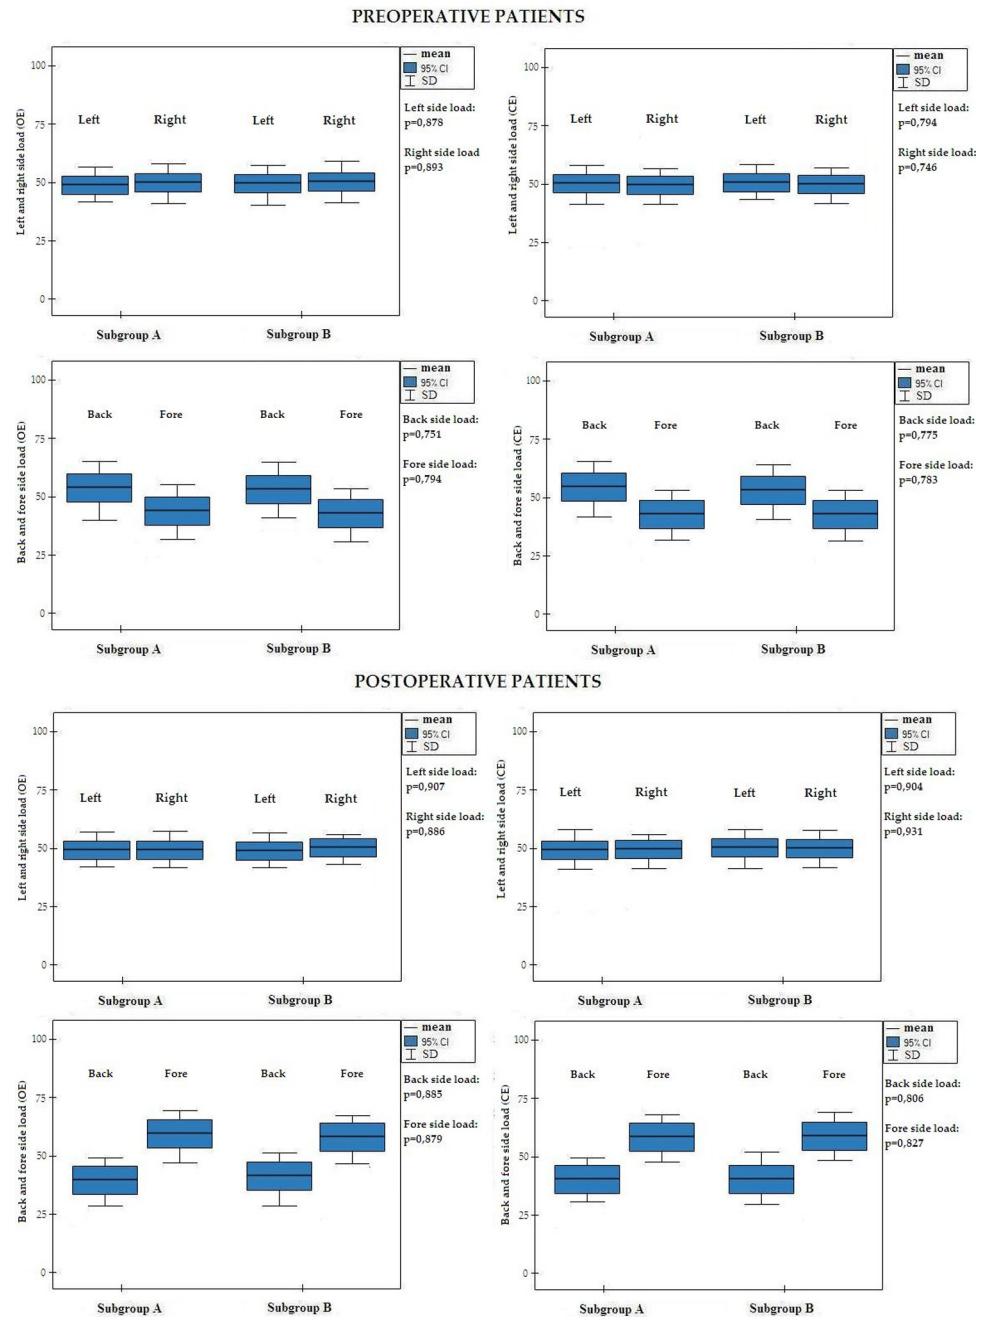 PREOPERATIVE PATIENTS
Left and right side load (OE)
100
75
50
25
0
Left
Right
Left
Right
Subgroup A
Subgroup B
mean
95% CI
SD
Left side load:
p=0,878
Right side load
p=0,893
Left and right side load (CE)
100
75
50
25
0
Left
Right
Left
Right
Subgroup A
Subgroup B
mean
95% CI
SD
Left side load:
p=0,794
Right side load:
p=0,746
Back and fore side load (OE)
100
75
50
25
0
Back
Fore
Back
Fore
Subgroup A
Subgroup B
mean
95% CI
SD
Back side load:
p=0,751
Fore side load:
p=0,794
Back and fore side load (CE)
100
75
50
25
0
Back
Fore
Back
Fore
Subgroup A
Subgroup B
mean
95% CI
SD
Back side load:
p=0,775
Fore side load:
p=0,783
POSTOPERATIVE PATIENTS
Left and right side load (OE)
100
75
50
25
0
Left
Right
Left
Right
Subgroup A
Subgroup B
mean
95% CI
SD
Left side load:
p=0,907
Right side load:
p=0,886
Left and right side load (CE)
100
75
50
25
0
Left
Right
Left
Right
Subgroup A
Subgroup B
mean
95% CI
SD
Left side load:
p=0,904
Right side load:
p=0,931
Back and fore side load (OE)
100
75
50
25
0
Back
Fore
Back
Fore
Subgroup A
Subgroup B
mean
95% CI
SD
Back side load:
p=0,885
Fore side load:
p=0,879
Back and fore side load (CE)
100
75
50
25
0
Back
Fore
Back
Fore
Subgroup A
Subgroup B
mean
95% CI
SD
Back side load:
p=0,806
Fore side load:
p=0,827